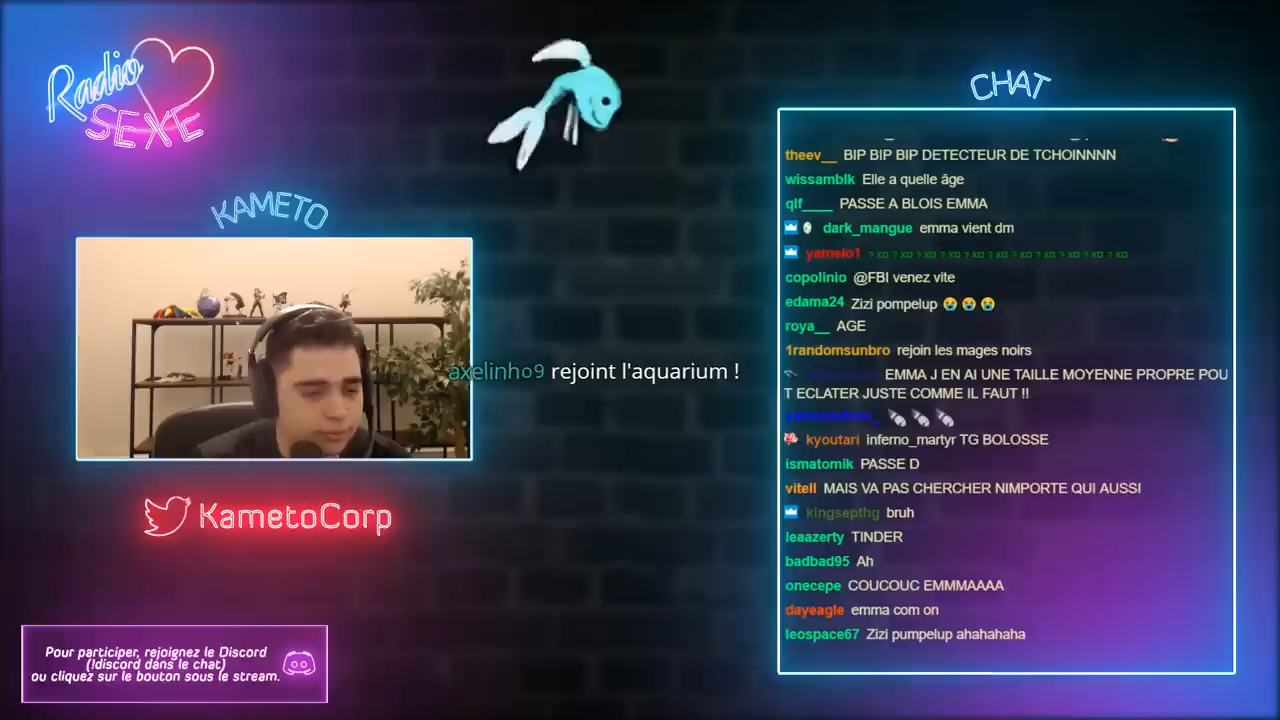 Radio
SEXE
KAMETO
axelinho9 rejoint l'aquarium !
KametoCorp
Pour participer, rejoignez le Discord
(!discord dans le chat)
ou cliquez sur le bouton sous le stream.
CHAT
theev__ BIP BIP BIP DETECTEUR DE TCHOINNNN
wissamblk Elle a quelle âge
qlf____ PASSE A BLOIS EMMA
dark_mangue emma vient dm
yamelo1
copolinio @FBI venez vite
edama24 Zizi pompelup 😭 😭 😭
roya__ AGE
1randomsunbro rejoin les mages noirs
EMMA J EN AI UNE TAILLE MOYENNE PROPRE POU
T ECLATER JUSTE COMME IL FAUT !!
kyoutari inferno_martyr TG BOLOSSE
ismatomik PASSE D
vitell MAIS VA PAS CHERCHER NIMPORTE QUI AUSSI
kingsepthg bruh
leaazerty TINDER
badbad95 Ah
onecepe COUCOUC EMMMAAAA
dayeagle emma com on
leospace67 Zizi pumpelup ahahahaha